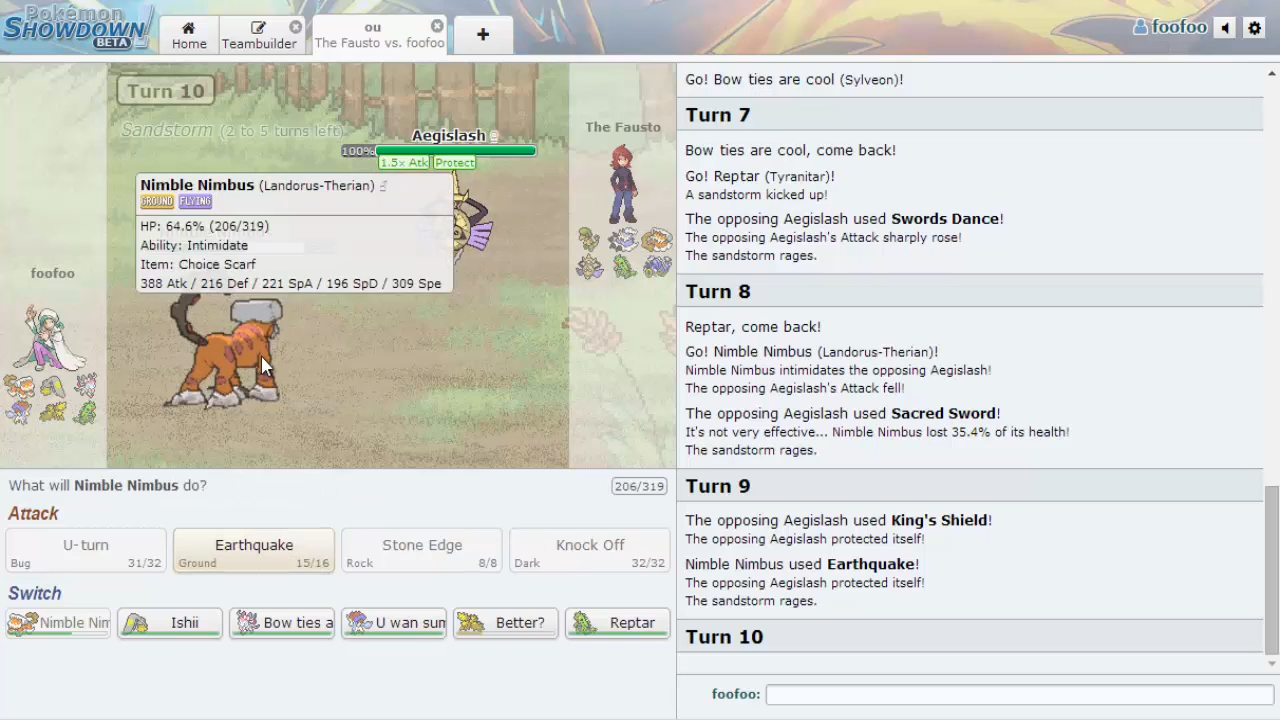 Pokémon
SHOWDOWN
BETA
Home
Teambuilder
ou
The Fausto vs. foofoo
+
foofoo
Turn 10
Sandstorm (2 to 5 turns left)
Aegislash
100%
1.5× Atk Protect
The Fausto
Nimble Nimbus (Landorus-Therian)
GROUND FLYING
HP: 64.6% (206/319)
Ability: Intimidate
Item: Choice Scarf
388 Atk / 216 Def / 221 SpA / 196 SpD / 309 Spe
foofoo
What will Nimble Nimbus do?
206/319
Attack
U-turn
Bug 31/32
Earthquake
Ground 15/16
Stone Edge
Rock 8/8
Knock Off
Dark 32/32
Switch
Nimble Nim
Ishii
Bow ties a
U wan sum
Better?
Reptar
Go! Bow ties are cool (Sylveon)!
Turn 7
Bow ties are cool, come back!
Go! Reptar (Tyranitar)!
A sandstorm kicked up!
The opposing Aegislash used Swords Dance!
The opposing Aegislash's Attack sharply rose!
The sandstorm rages.
Turn 8
Reptar, come back!
Go! Nimble Nimbus (Landorus-Therian)!
Nimble Nimbus intimidates the opposing Aegislash!
The opposing Aegislash's Attack fell!
The opposing Aegislash used Sacred Sword!
It's not very effective... Nimble Nimbus lost 35.4% of its health!
The sandstorm rages.
Turn 9
The opposing Aegislash used King's Shield!
The opposing Aegislash protected itself!
Nimble Nimbus used Earthquake!
The opposing Aegislash protected itself!
The sandstorm rages.
Turn 10
foofoo: